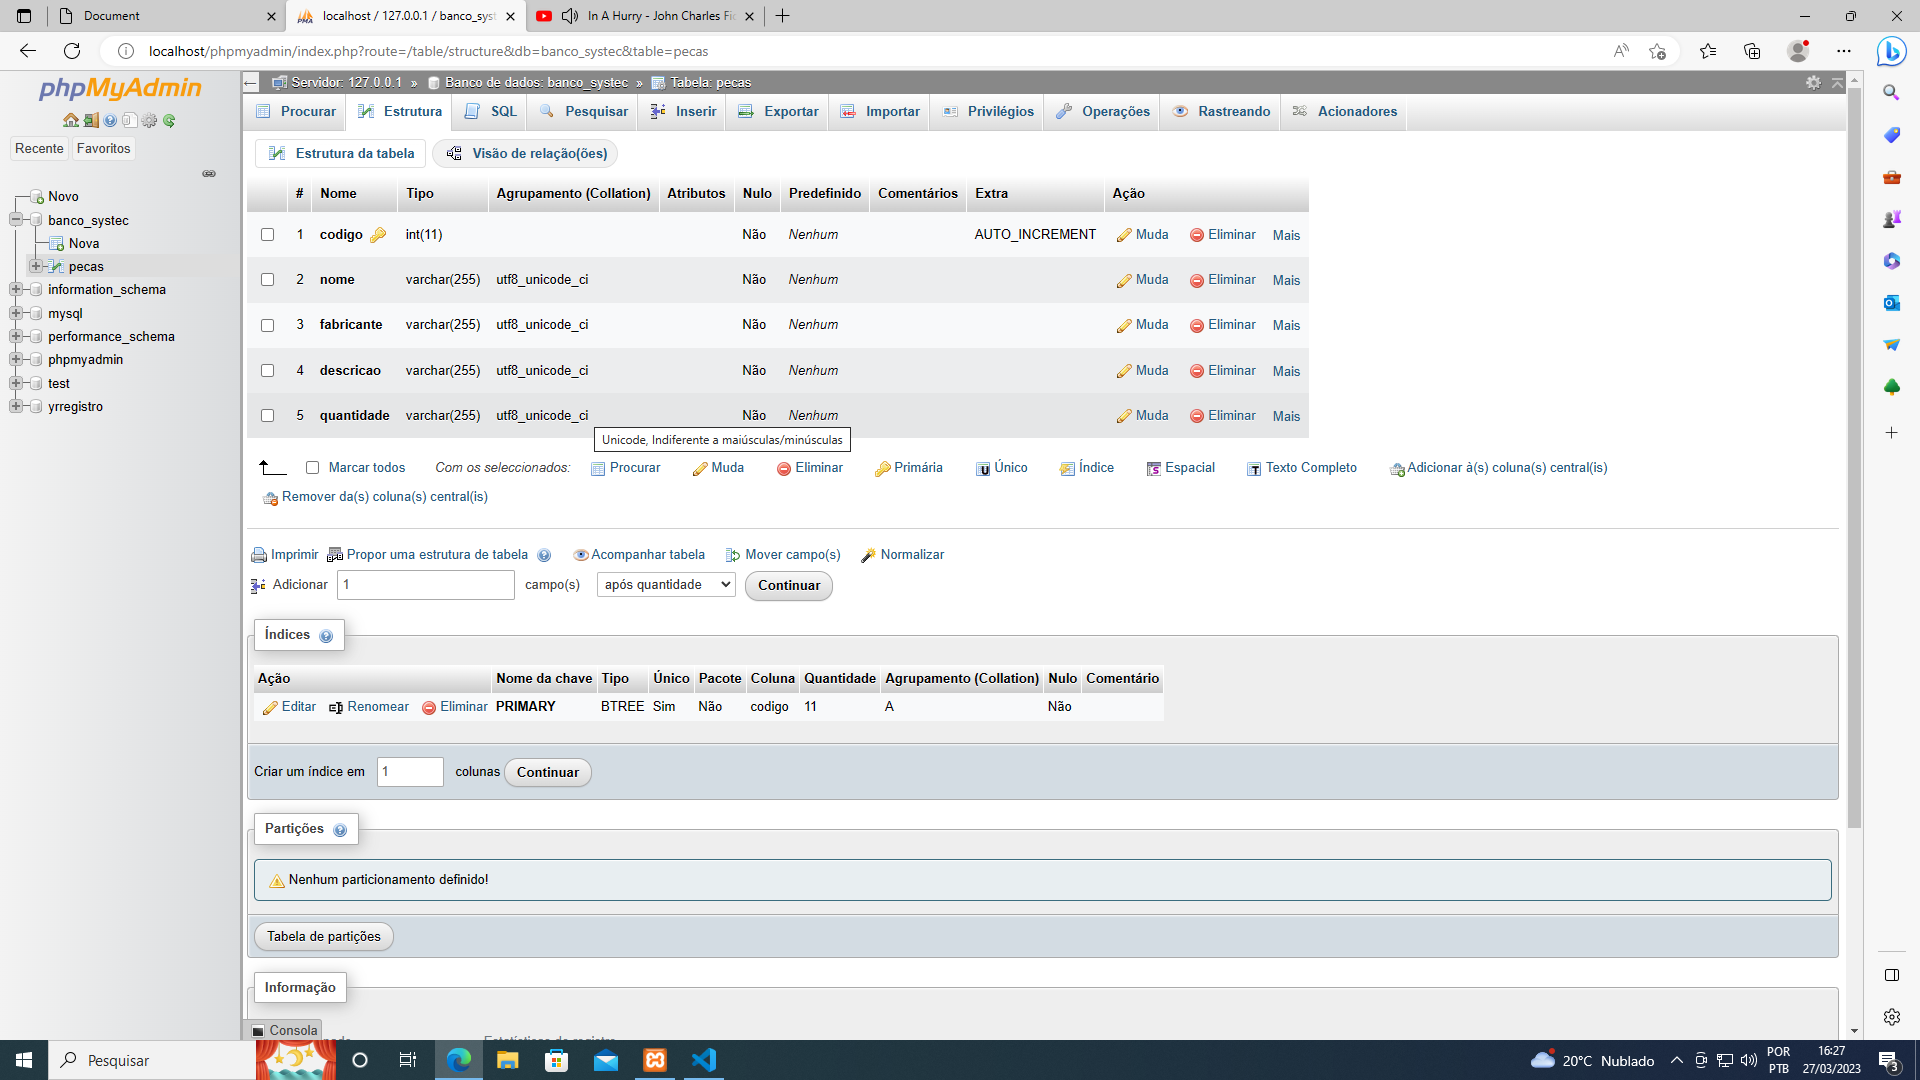 Document
localhost / 127.0.0.1 / banco_syst
In A Hurry - John Charles Fi
localhost/phpmyadmin/index.php?route=/table/structure&db=banco_systec&table=pecas
phpMyAdmin
Recente Favoritos
Novo
banco_systec
Nova
pecas
information_schema
mysql
performance_schema
phpmyadmin
test
yrregistro
Servidor: 127.0.0.1 » Banco de dados: banco_systec » Tabela: pecas
Procurar Estrutura SQL Pesquisar Inserir Exportar Importar Privilégios Operações Rastreando Acionadores
Estrutura da tabela Visão de relação(ões)
# Nome Tipo Agrupamento (Collation) Atributos Nulo Predefinido Comentários Extra Ação
1 codigo int(11) Não Nenhum AUTO_INCREMENT Muda Eliminar Mais
2 nome varchar(255) utf8_unicode_ci Não Nenhum Muda Eliminar Mais
3 fabricante varchar(255) utf8_unicode_ci Não Nenhum Muda Eliminar Mais
4 descricao varchar(255) utf8_unicode_ci Não Nenhum Muda Eliminar Mais
5 quantidade varchar(255) utf8_unicode_ci Não Nenhum Muda Eliminar Mais
Unicode, Indiferente a maiúsculas/minúsculas
Marcar todos Com os seleccionados: Procurar Muda Eliminar Primária Único Índice Espacial Texto Completo Adicionar à(s) coluna(s) central(is)
Remover da(s) coluna(s) central(is)
Imprimir Propor uma estrutura de tabela Acompanhar tabela Mover campo(s) Normalizar
Adicionar 1 campo(s) após quantidade Continuar
Índices
Ação Nome da chave Tipo Único Pacote Coluna Quantidade Agrupamento (Collation) Nulo Comentário
Editar Renomear Eliminar PRIMARY BTREE Sim Não codigo 11 A Não
Criar um índice em 1 colunas Continuar
Partições
Nenhum particionamento definido!
Tabela de partições
Informação
Consola
Pesquisar
20°C Nublado
POR
PTB
16:27
27/03/2023
3